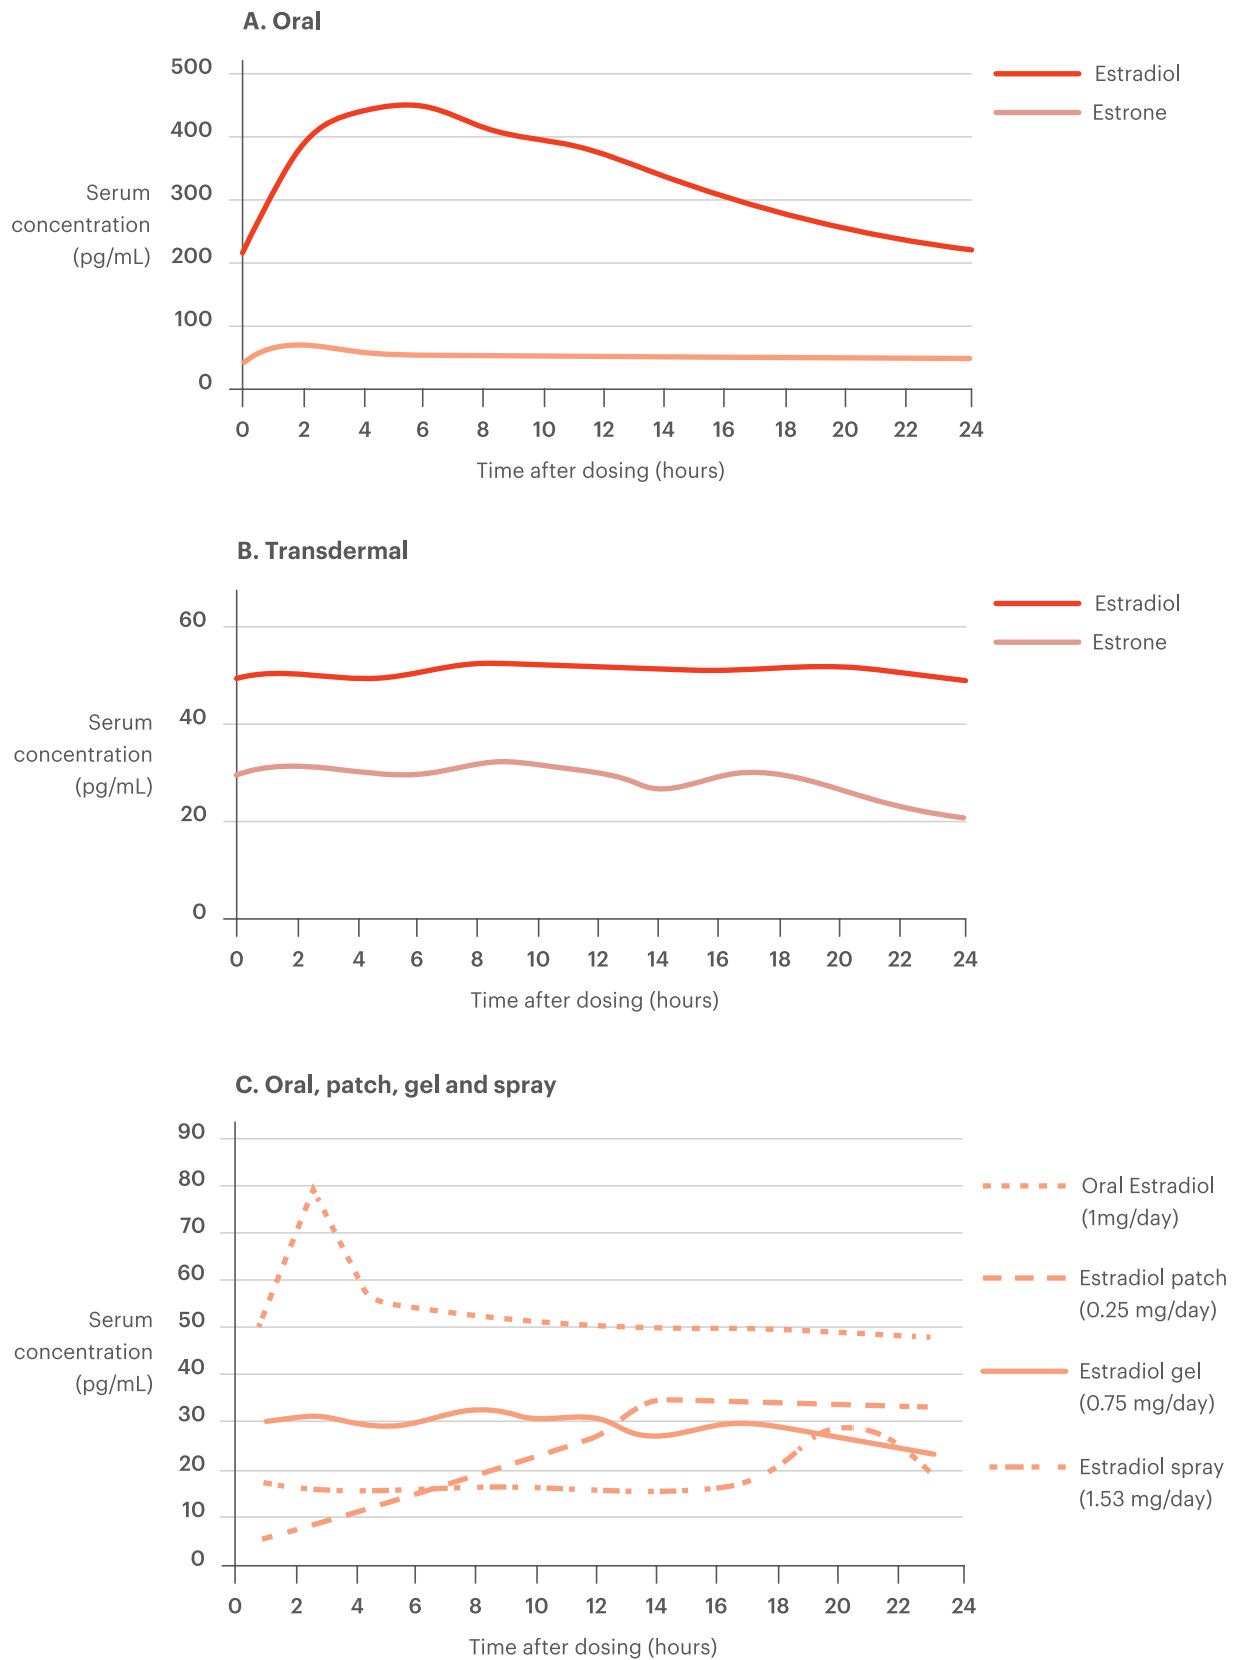 A. Oral
500
400
300
200
100
0
Serum
concentration
(pg/mL)
0 2 4 6 8 10 12 14 16 18 20 22 24
Time after dosing (hours)
Estradiol
Estrone
B. Transdermal
60
40
20
0
Serum
concentration
(pg/mL)
0 2 4 6 8 10 12 14 16 18 20 22 24
Time after dosing (hours)
Estradiol
Estrone
C. Oral, patch, gel and spray
90
80
70
60
50
40
30
20
10
0
Serum
concentration
(pg/mL)
0 2 4 6 8 10 12 14 16 18 20 22 24
Time after dosing (hours)
Oral Estradiol
(1mg/day)
Estradiol patch
(0.25 mg/day)
Estradiol gel
(0.75 mg/day)
Estradiol spray
(1.53 mg/day)